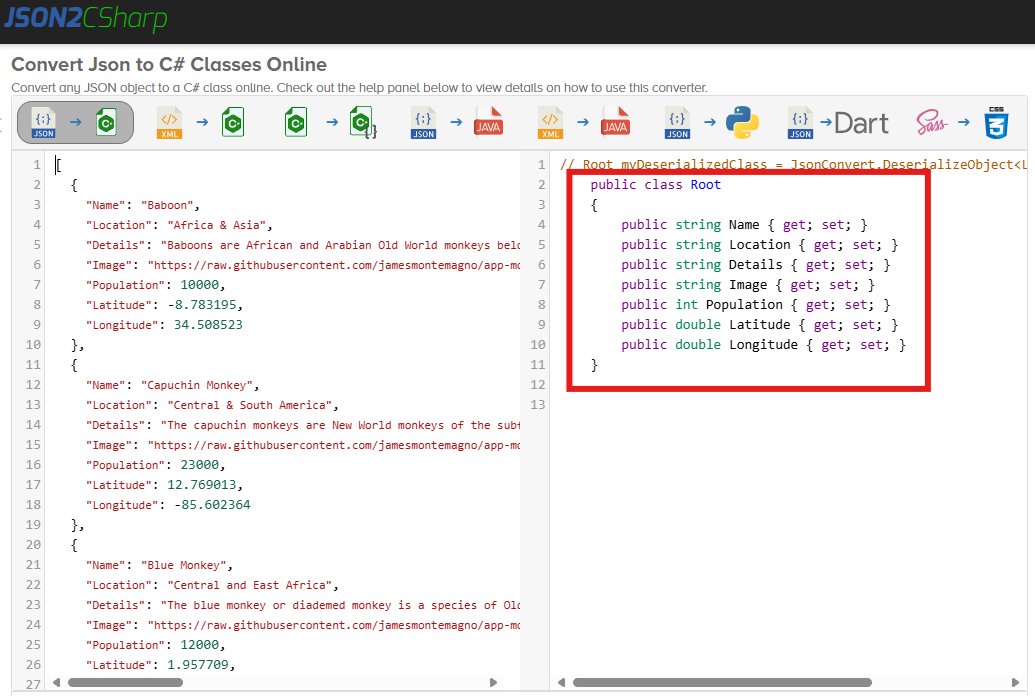 JSON2CSharp
Convert Json to C# Classes Online
Convert any JSON object to a C# class online. Check out the help panel below to view details on how to use this converter.
{;} JSON → C# </> XML → C# C# → C# {} {;} JSON → JAVA </> XML → JAVA {;} JSON → {;} JSON → Dart Sass → CSS 3
1 [
2 {
3 "Name": "Baboon",
4 "Location": "Africa & Asia",
5 "Details": "Baboons are African and Arabian Old World monkeys
6 "Image": "https://raw.githubusercontent.com/jamesmontemagno/
7 "Population": 10000,
8 "Latitude": -8.783195,
9 "Longitude": 34.508523
10 },
11 {
12 "Name": "Capuchin Monkey",
13 "Location": "Central & South America",
14 "Details": "The capuchin monkeys are New World monkeys of the
15 "Image": "https://raw.githubusercontent.com/jamesmontemagno/
16 "Population": 23000,
17 "Latitude": 12.769013,
18 "Longitude": -85.602364
19 },
20 {
21 "Name": "Blue Monkey",
22 "Location": "Central and East Africa",
23 "Details": "The blue monkey or diademed monkey is a species of
24 "Image": "https://raw.githubusercontent.com/jamesmontemagno/
25 "Population": 12000,
26 "Latitude": 1.957709,
27
1 // Root myDeserializedClass = JsonConvert.DeserializeObject<L
2 public class Root
3 {
4 public string Name { get; set; }
5 public string Location { get; set; }
6 public string Details { get; set; }
7 public string Image { get; set; }
8 public int Population { get; set; }
9 public double Latitude { get; set; }
10 public double Longitude { get; set; }
11 }
12
13